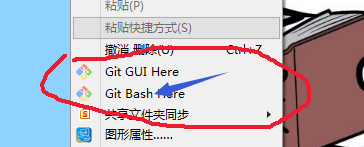 粘贴(P)
粘贴快捷方式(S)
撤消 删除(U) Ctrl+Z
Git GUI Here
Git Bash Here
共享文件夹同步
图形属性......